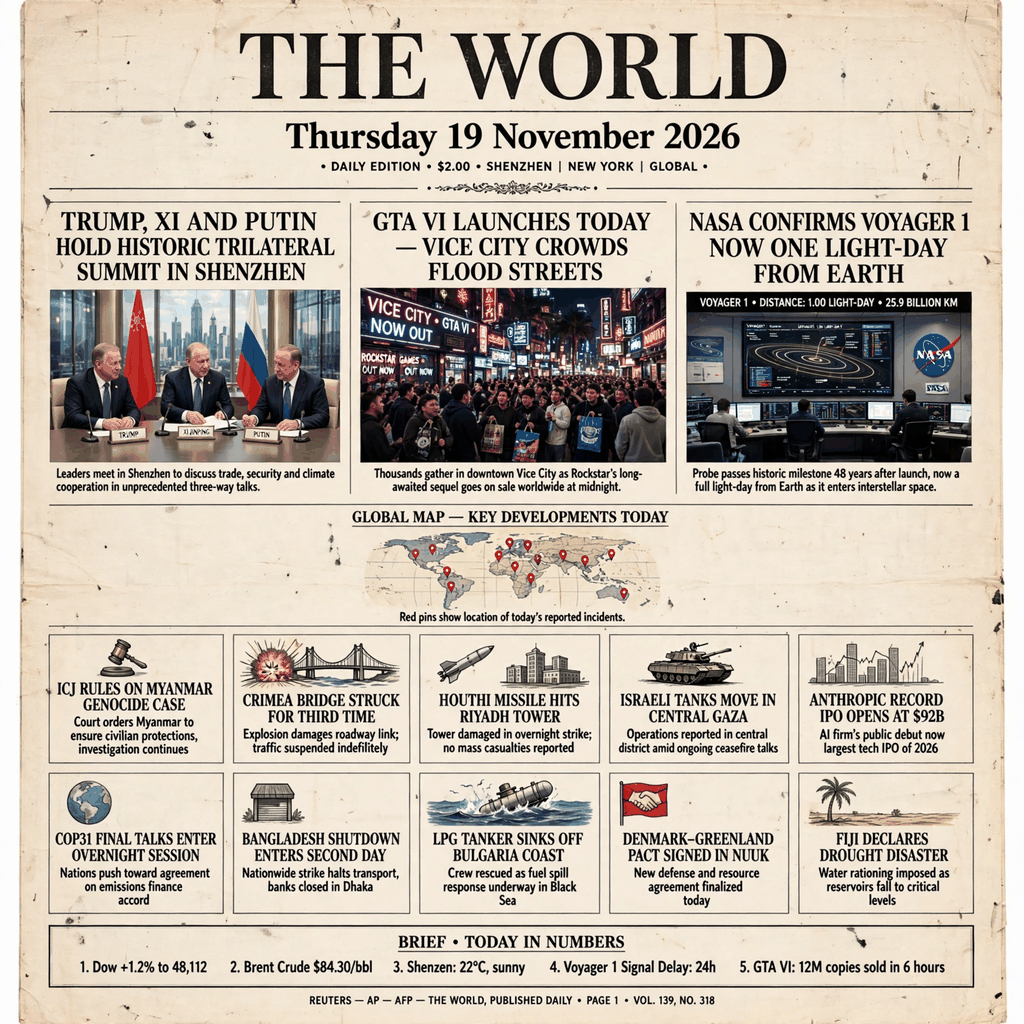 THE WORLD
Thursday 19 November 2026
• DAILY EDITION • $2.00 • SHENZHEN | NEW YORK | GLOBAL •
TRUMP, XI AND PUTIN
HOLD HISTORIC TRILATERAL
SUMMIT IN SHENZHEN
TRUMP
XI JINPING
PUTIN
Leaders meet in Shenzhen to discuss trade, security and climate
cooperation in unprecedented three-way talks.
GTA VI LAUNCHES TODAY
— VICE CITY CROWDS
FLOOD STREETS
VICE CITY • GTA VI •
NOW OUT
ROCKSTAR GAMES •
OUT NOW OUT NOW
Thousands gather in downtown Vice City as Rockstar's long-
awaited sequel goes on sale worldwide at midnight.
NASA CONFIRMS VOYAGER 1
NOW ONE LIGHT-DAY
FROM EARTH
VOYAGER 1 • DISTANCE: 1.00 LIGHT-DAY • 25.9 BILLION KM
NASA
Probe passes historic milestone 48 years after launch, now a
full light-day from Earth as it enters interstellar space.
GLOBAL MAP — KEY DEVELOPMENTS TODAY
Red pins show location of today's reported incidents.
ICJ RULES ON MYANMAR
GENOCIDE CASE
Court orders Myanmar to
ensure civilian protections,
investigation continues
CRIMEA BRIDGE STRUCK
FOR THIRD TIME
Explosion damages roadway link;
traffic suspended indefilitely
HOUTHI MISSILE HITS
RIYADH TOWER
Tower damaged in overnight strike;
no mass casualties reported
ISRAELI TANKS MOVE IN
CENTRAL GAZA
Operations reported in central
district amid ongoing ceasefire talks
ANTHROPIC RECORD
IPO OPENS AT $92B
AI firm's public debut now
largest tech IPO of 2026
COP31 FINAL TALKS ENTER
OVERNIGHT SESSION
Nations push toward agreement
on emissions finance
accord
BANGLADESH SHUTDOWN
ENTERS SECOND DAY
Nationwide strike halts transport,
banks closed in Dhaka
LPG TANKER SINKS OFF
BULGARIA COAST
Crew rescued as fuel spill
response underway in Black
Sea
DENMARK–GREENLAND
PACT SIGNED IN NUUK
New defense and resource
agreement finalized
today
FIJI DECLARES
DROUGHT DISASTER
Water rationing imposed as
reservoirs fall to critical
levels
BRIEF • TODAY IN NUMBERS
1. Dow +1.2% to 48,112 2. Brent Crude $84.30/bbl 3. Shenzen: 22°C, sunny 4. Voyager 1 Signal Delay: 24h 5. GTA VI: 12M copies sold in 6 hours
REUTERS — AP — AFP — THE WORLD, PUBLISHED DAILY • PAGE 1 • VOL. 139, NO. 318